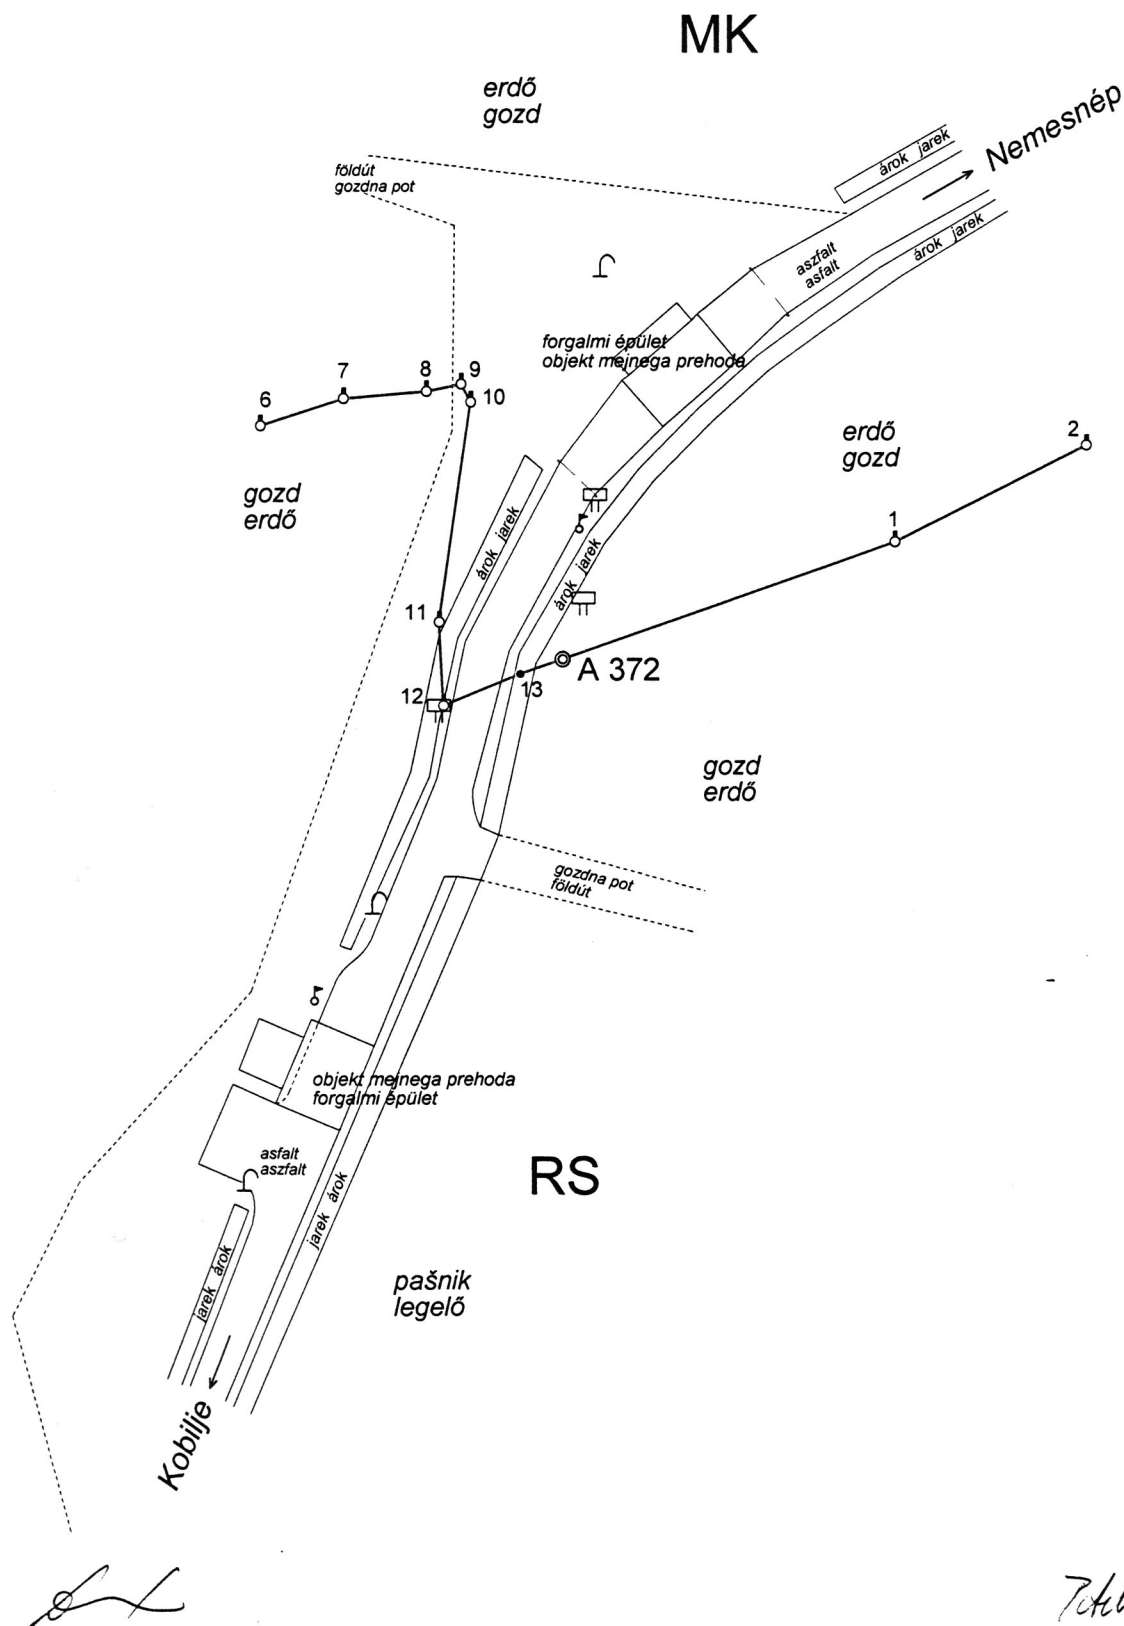 MK
erdő
gozd
Nemesnép
árok jarek
földút
gozdna pot
árok jarek
aszfalt
asfalt
forgalmi épület
objekt mejnega prehoda
6
7
8
9
10
erdő
gozd
2
gozd
erdő
1
árok jarek
árok jarek
11
A 372
12
13
gozd
erdő
gozdna pot
földút
objekt mejnega prehoda
forgalmi épület
asfalt
aszfalt
RS
jarek árok
jarek árok
pašnik
legelő
Kobilje